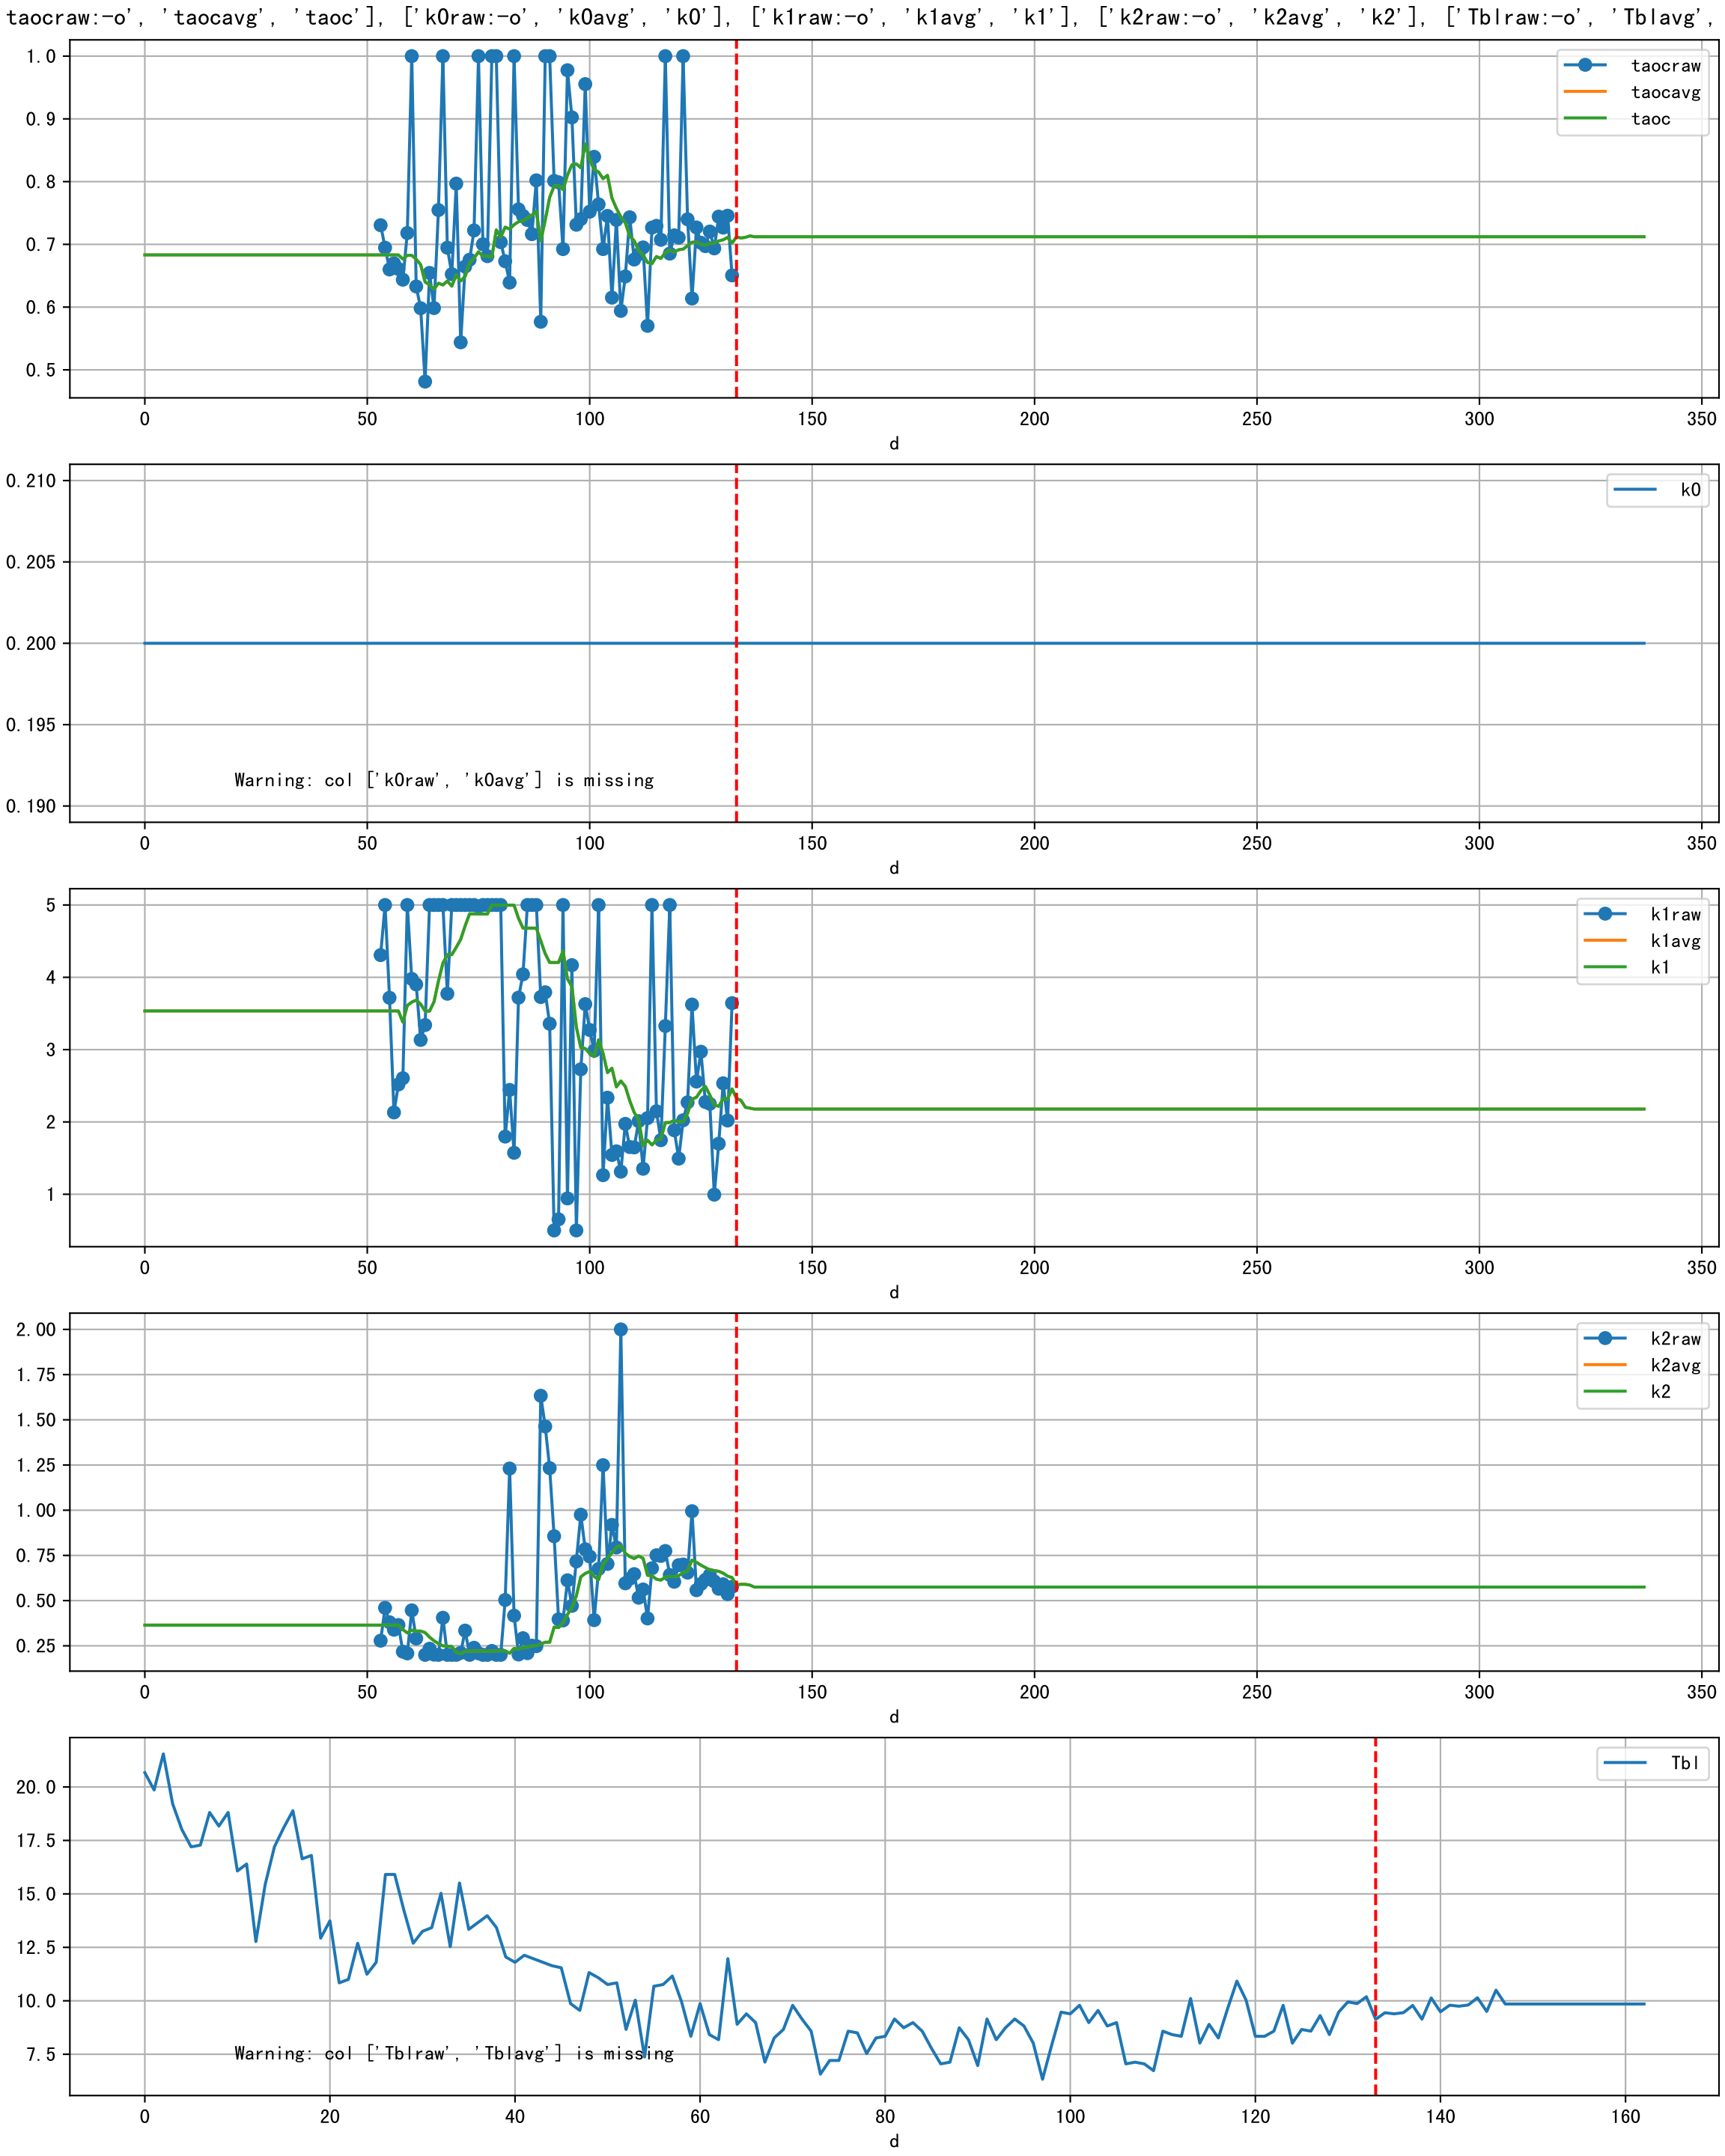 taocraw:-o', 'taocavg', 'taoc'], ['k0raw:-o', 'k0avg', 'k0'], ['k1raw:-o', 'k1avg', 'k1'], ['k2raw:-o', 'k2avg', 'k2'], ['Tblraw:-o', 'Tblavg',
1.0
0.9
0.8
0.7
0.6
0.5
taocraw
taocavg
taoc
0 50 100 150 200 250 300 350
d
0.210
0.205
0.200
0.195
0.190
k0
Warning: col ['k0raw', 'k0avg'] is missing
0 50 100 150 200 250 300 350
d
5
4
3
2
1
k1raw
k1avg
k1
0 50 100 150 200 250 300 350
d
2.00
1.75
1.50
1.25
1.00
0.75
0.50
0.25
k2raw
k2avg
k2
0 50 100 150 200 250 300 350
d
20.0
17.5
15.0
12.5
10.0
7.5
Tbl
Warning: col ['Tblraw', 'Tblavg'] is missing
0 20 40 60 80 100 120 140 160
d